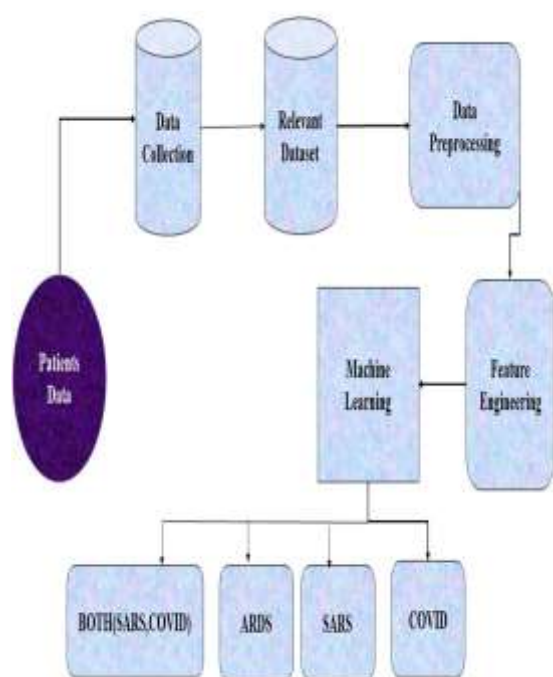 Data
Collection
Relevant
Dataset
Data
Preprocessing
Patients
Data
Machine
Learning
Feature
Engineering
BOTH(SARS,COVID)
ARDS
SARS
COVID